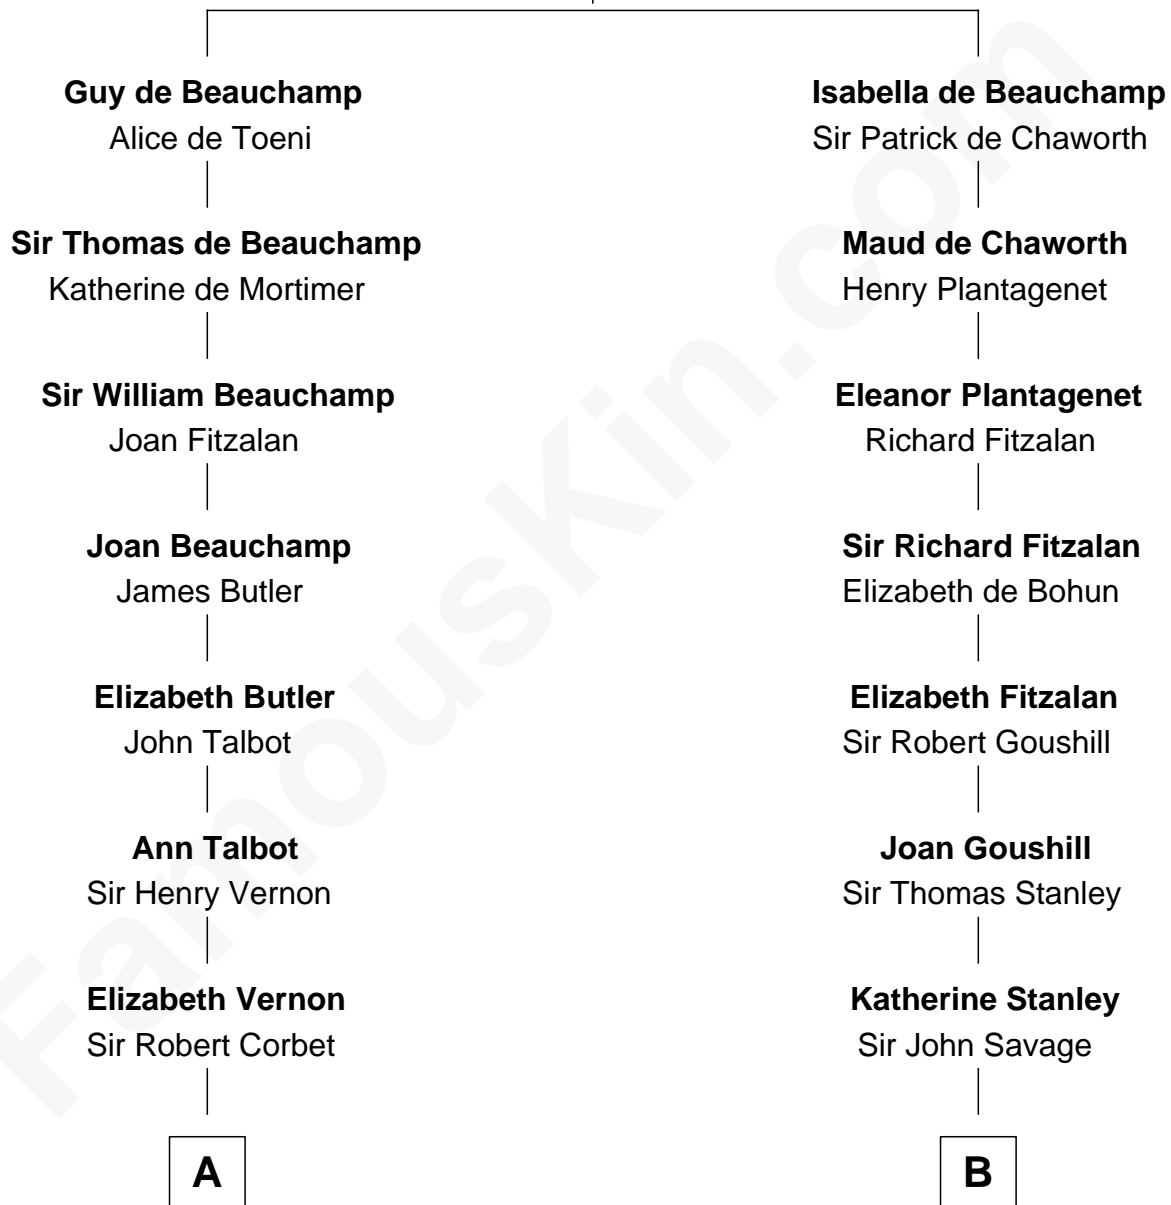 Guy de Beauchamp
Alice de Toeni
Isabella de Beauchamp
Sir Patrick de Chaworth
Sir Thomas de Beauchamp
Katherine de Mortimer
Maud de Chaworth
Henry Plantagenet
Sir William Beauchamp
Joan Fitzalan
Eleanor Plantagenet
Richard Fitzalan
Joan Beauchamp
James Butler
Sir Richard Fitzalan
Elizabeth de Bohun
Elizabeth Butler
John Talbot
Elizabeth Fitzalan
Sir Robert Goushill
Ann Talbot
Sir Henry Vernon
Joan Goushill
Sir Thomas Stanley
Elizabeth Vernon
Sir Robert Corbet
Katherine Stanley
Sir John Savage
A
B
FamousKin.com